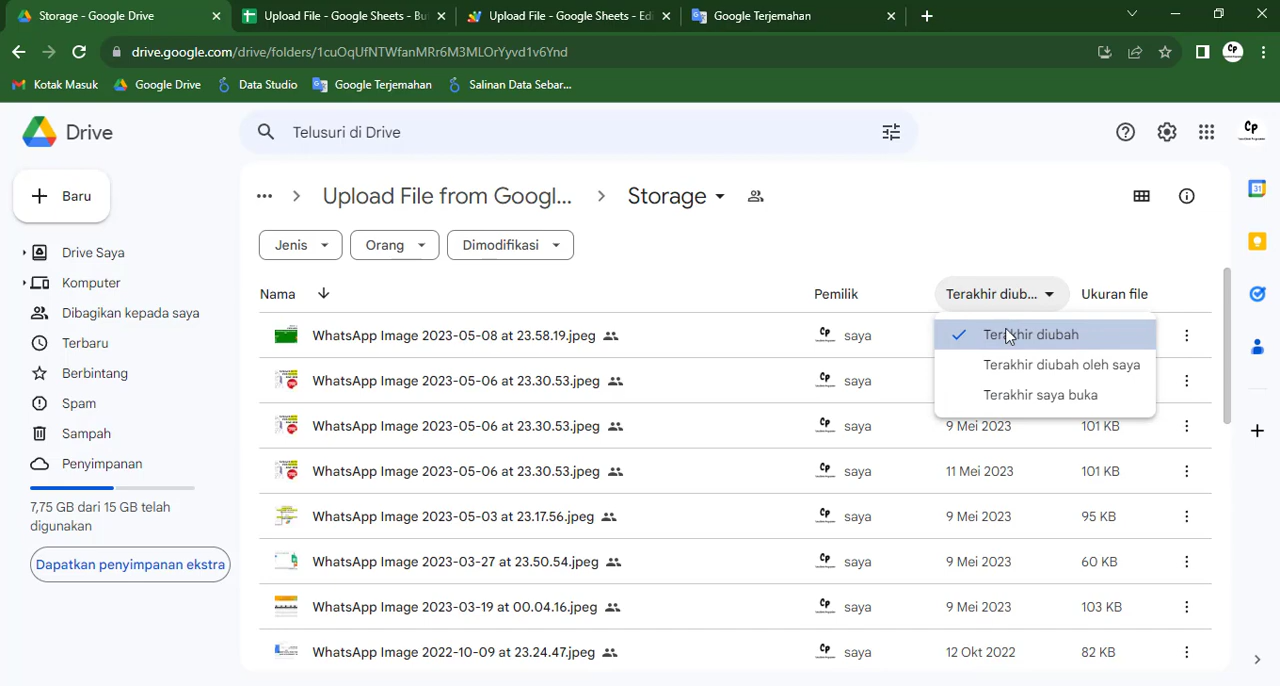 Storage - Google Drive
Upload File - Google Sheets - Bu
Upload File - Google Sheets - Edi
Google Terjemahan
drive.google.com/drive/folders/1cuOqUfNTWfanMRr6M3MLOrYyvd1v6Ynd
Kotak Masuk
Google Drive
Data Studio
Google Terjemahan
Salinan Data Sebar...
Drive
Telusuri di Drive
Baru
Upload File from Googl...
Storage
Jenis
Orang
Dimodifikasi
Drive Saya
Komputer
Dibagikan kepada saya
Terbaru
Berbintang
Spam
Sampah
Penyimpanan
7,75 GB dari 15 GB telah
digunakan
Dapatkan penyimpanan ekstra
Nama Pemilik Terakhir diub... Ukuran file
WhatsApp Image 2023-05-08 at 23.58.19.jpeg saya
WhatsApp Image 2023-05-06 at 23.30.53.jpeg saya
WhatsApp Image 2023-05-06 at 23.30.53.jpeg saya 9 Mei 2023 101 KB
WhatsApp Image 2023-05-06 at 23.30.53.jpeg saya 11 Mei 2023 101 KB
WhatsApp Image 2023-05-03 at 23.17.56.jpeg saya 9 Mei 2023 95 KB
WhatsApp Image 2023-03-27 at 23.50.54.jpeg saya 9 Mei 2023 60 KB
WhatsApp Image 2023-03-19 at 00.04.16.jpeg saya 9 Mei 2023 103 KB
WhatsApp Image 2022-10-09 at 23.24.47.jpeg saya 12 Okt 2022 82 KB
Terakhir diubah
Terakhir diubah oleh saya
Terakhir saya buka